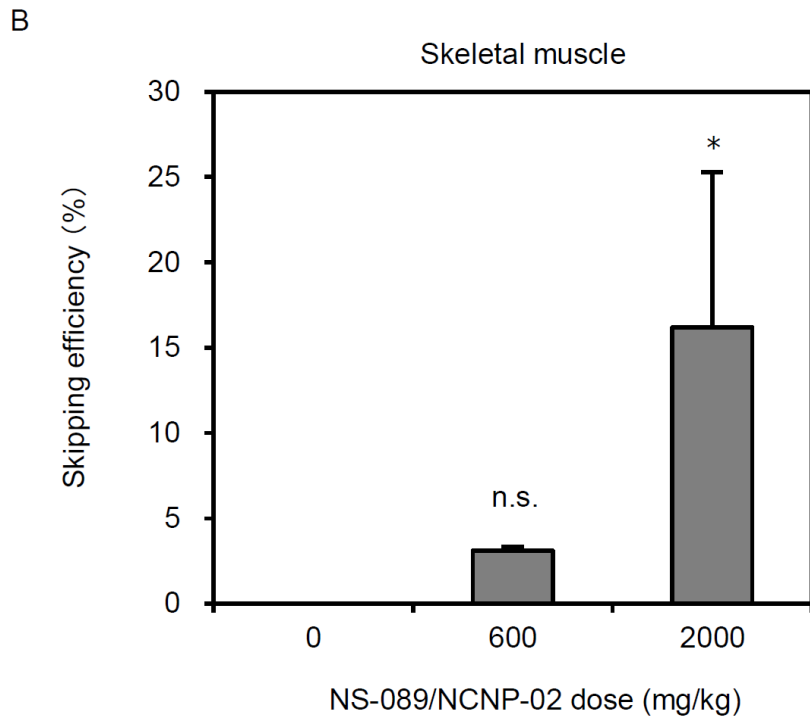 B
Skeletal muscle
30
25
20
15
10
5
0
Skipping efficiency (%)
n.s.
*
0 600 2000
NS-089/NCNP-02 dose (mg/kg)